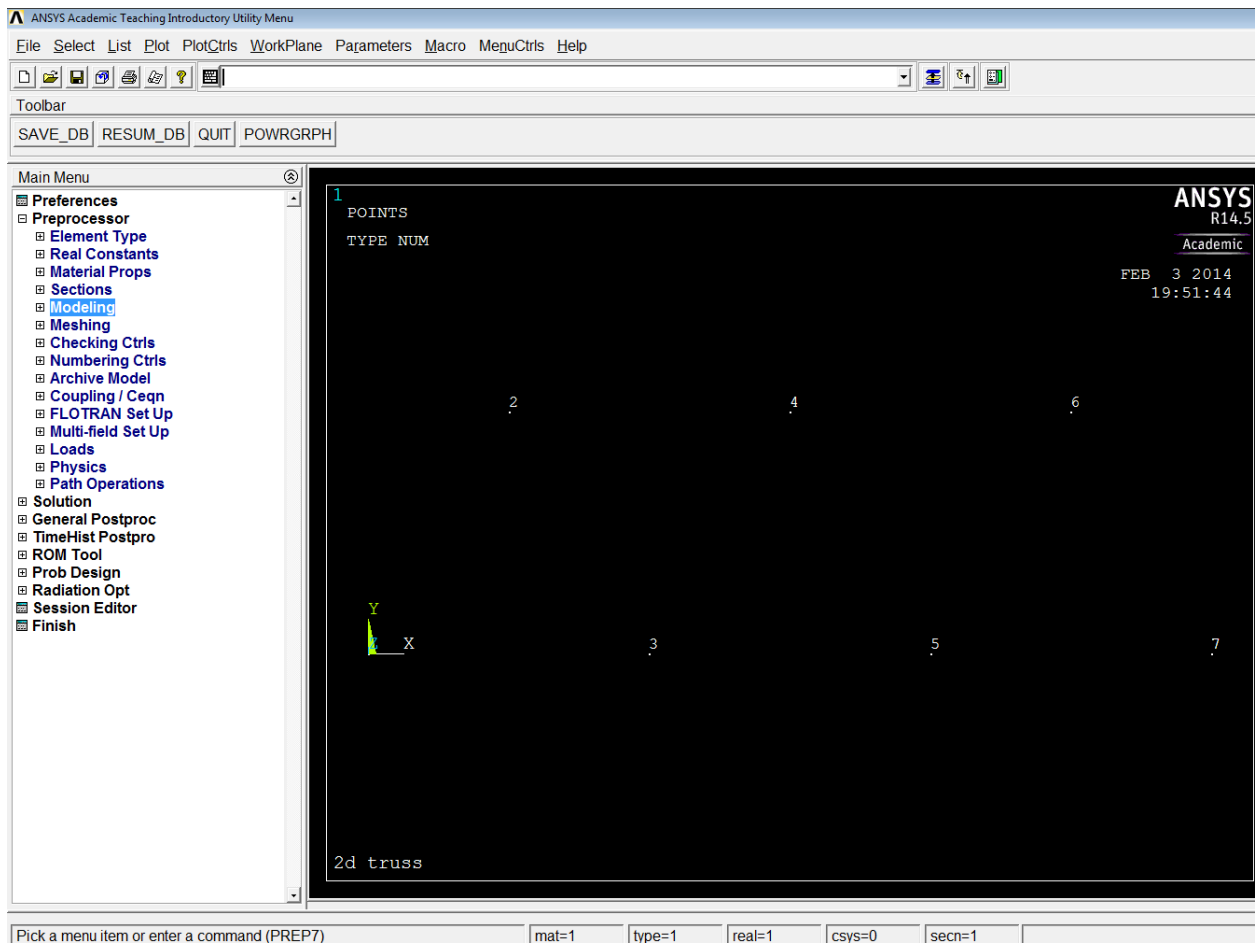 ANSYS Academic Teaching Introductory Utility Menu
File Select List Plot PlotCtrls WorkPlane Parameters Macro MenuCtrls Help
Toolbar
SAVE_DB RESUM_DB QUIT POWRGRPH
Main Menu
Preferences
Preprocessor
Element Type
Real Constants
Material Props
Sections
Modeling
Meshing
Checking Ctrls
Numbering Ctrls
Archive Model
Coupling / Ceqn
FLOTRAN Set Up
Multi-field Set Up
Loads
Physics
Path Operations
Solution
General Postproc
TimeHist Postpro
ROM Tool
Prob Design
Radiation Opt
Session Editor
Finish
1
POINTS
TYPE NUM
ANSYS
R14.5
Academic
FEB 3 2014
19:51:44
2 4 6
Y
Z X 3 5 7
2d truss
Pick a menu item or enter a command (PREP7) mat=1 type=1 real=1 csys=0 secn=1